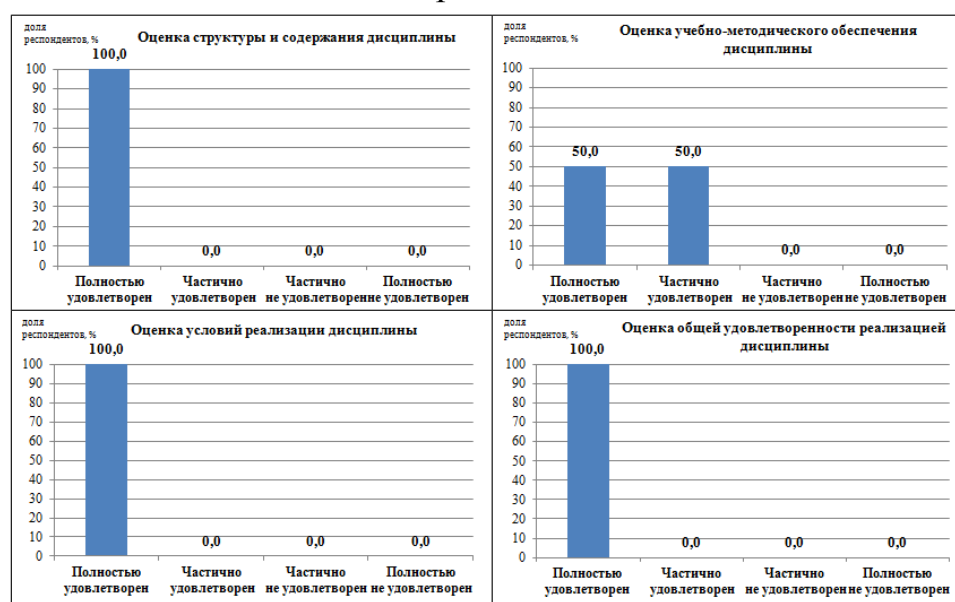 доля
респондентов, %
Оценка структуры и содержания дисциплины
100,0
100
90
80
70
60
50
40
30
20
10
0
0,0
0,0
0,0
Полностью удовлетворен
Частично удовлетворен
Частично не удовлетворен
Полностью не удовлетворен
доля
респондентов, %
Оценка учебно-методического обеспечения
дисциплины
100
90
80
70
60
50
40
30
20
10
0
50,0
50,0
0,0
0,0
Полностью удовлетворен
Частично удовлетворен
Частично не удовлетворен
Полностью не удовлетворен
доля
респондентов, %
Оценка условий реализации дисциплины
100,0
100
90
80
70
60
50
40
30
20
10
0
0,0
0,0
0,0
Полностью удовлетворен
Частично удовлетворен
Частично не удовлетворен
Полностью не удовлетворен
доля
респондентов, %
Оценка общей удовлетворенности реализацией
дисциплины
100,0
100
90
80
70
60
50
40
30
20
10
0
0,0
0,0
0,0
Полностью удовлетворен
Частично удовлетворен
Частично не удовлетворен
Полностью не удовлетворен